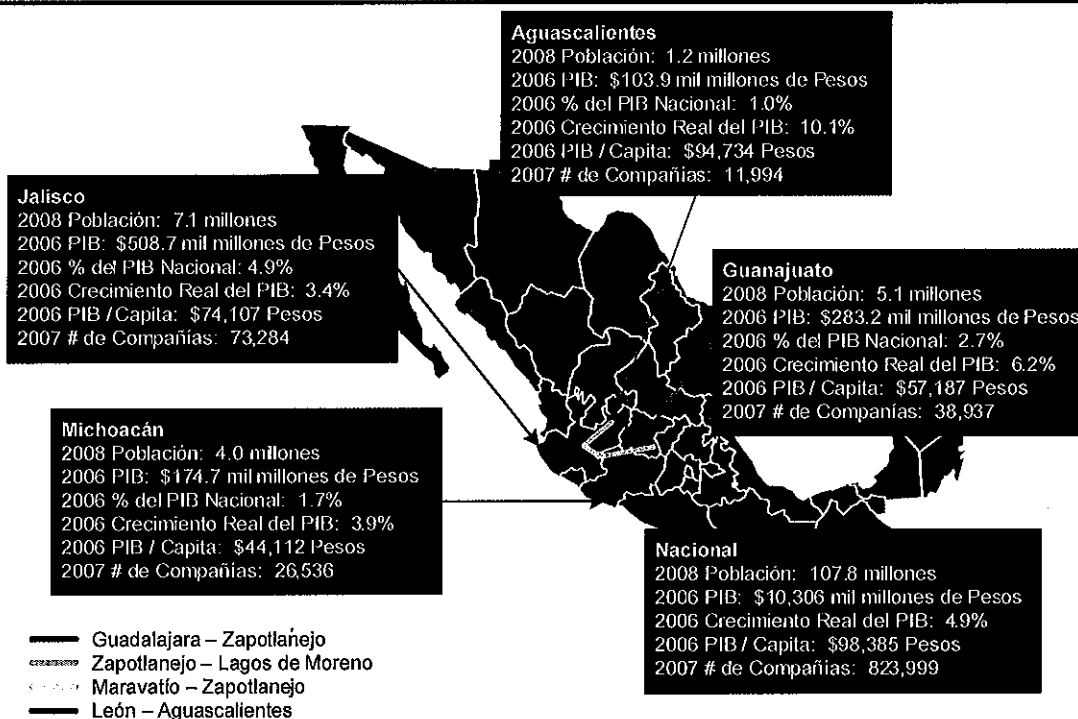 Aguascalientes
2008 Población: 1.2 millones
2006 PIB: $103.9 mil millones de Pesos
2006 % del PIB Nacional: 1.0%
2006 Crecimiento Real del PIB: 10.1%
2006 PIB / Capita: $94,734 Pesos
2007 # de Compañías: 11,994
Jalisco
2008 Población: 7.1 millones
2006 PIB: $508.7 mil millones de Pesos
2006 % del PIB Nacional: 4.9%
2006 Crecimiento Real del PIB: 3.4%
2006 PIB / Capita: $74,107 Pesos
2007 # de Compañías: 73,284
Guanajuato
2008 Población: 5.1 millones
2006 PIB: $283.2 mil millones de Pesos
2006 % del PIB Nacional: 2.7%
2006 Crecimiento Real del PIB: 6.2%
2006 PIB / Capita: $57,187 Pesos
2007 # de Compañías: 38,937
Michoacán
2008 Población: 4.0 millones
2006 PIB: $174.7 mil millones de Pesos
2006 % del PIB Nacional: 1.7%
2006 Crecimiento Real del PIB: 3.9%
2006 PIB / Capita: $44,112 Pesos
2007 # de Compañías: 26,536
Nacional
2008 Población: 107.8 millones
2006 PIB: $10,306 mil millones de Pesos
2006 Crecimiento Real del PIB: 4.9%
2006 PIB / Capita: $98,385 Pesos
2007 # de Compañías: 823,999
Guadalajara – Zapotlanejo
Zapotlanejo – Lagos de Moreno
Maravatío – Zapotlanejo
León – Aguascalientes